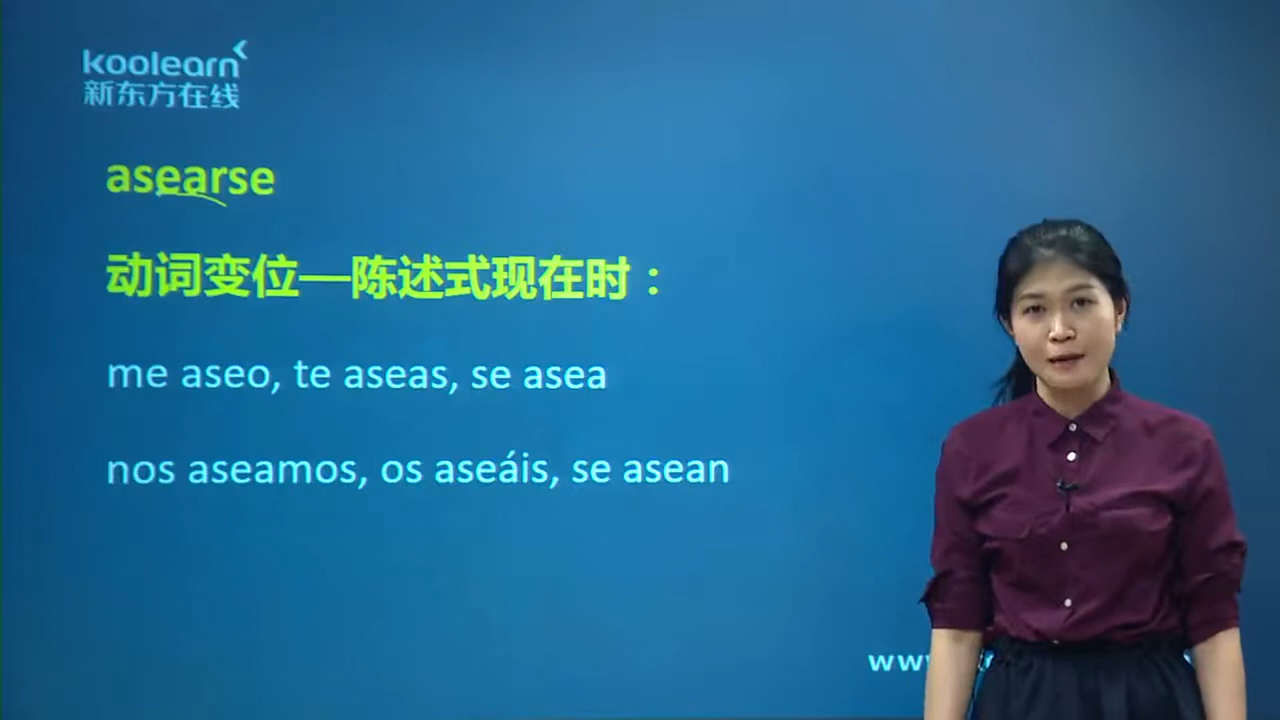 koolearn
新东方在线
asearse
动词变位—陈述式现在时：
me aseo, te aseas, se asea
nos aseamos, os aseáis, se asean